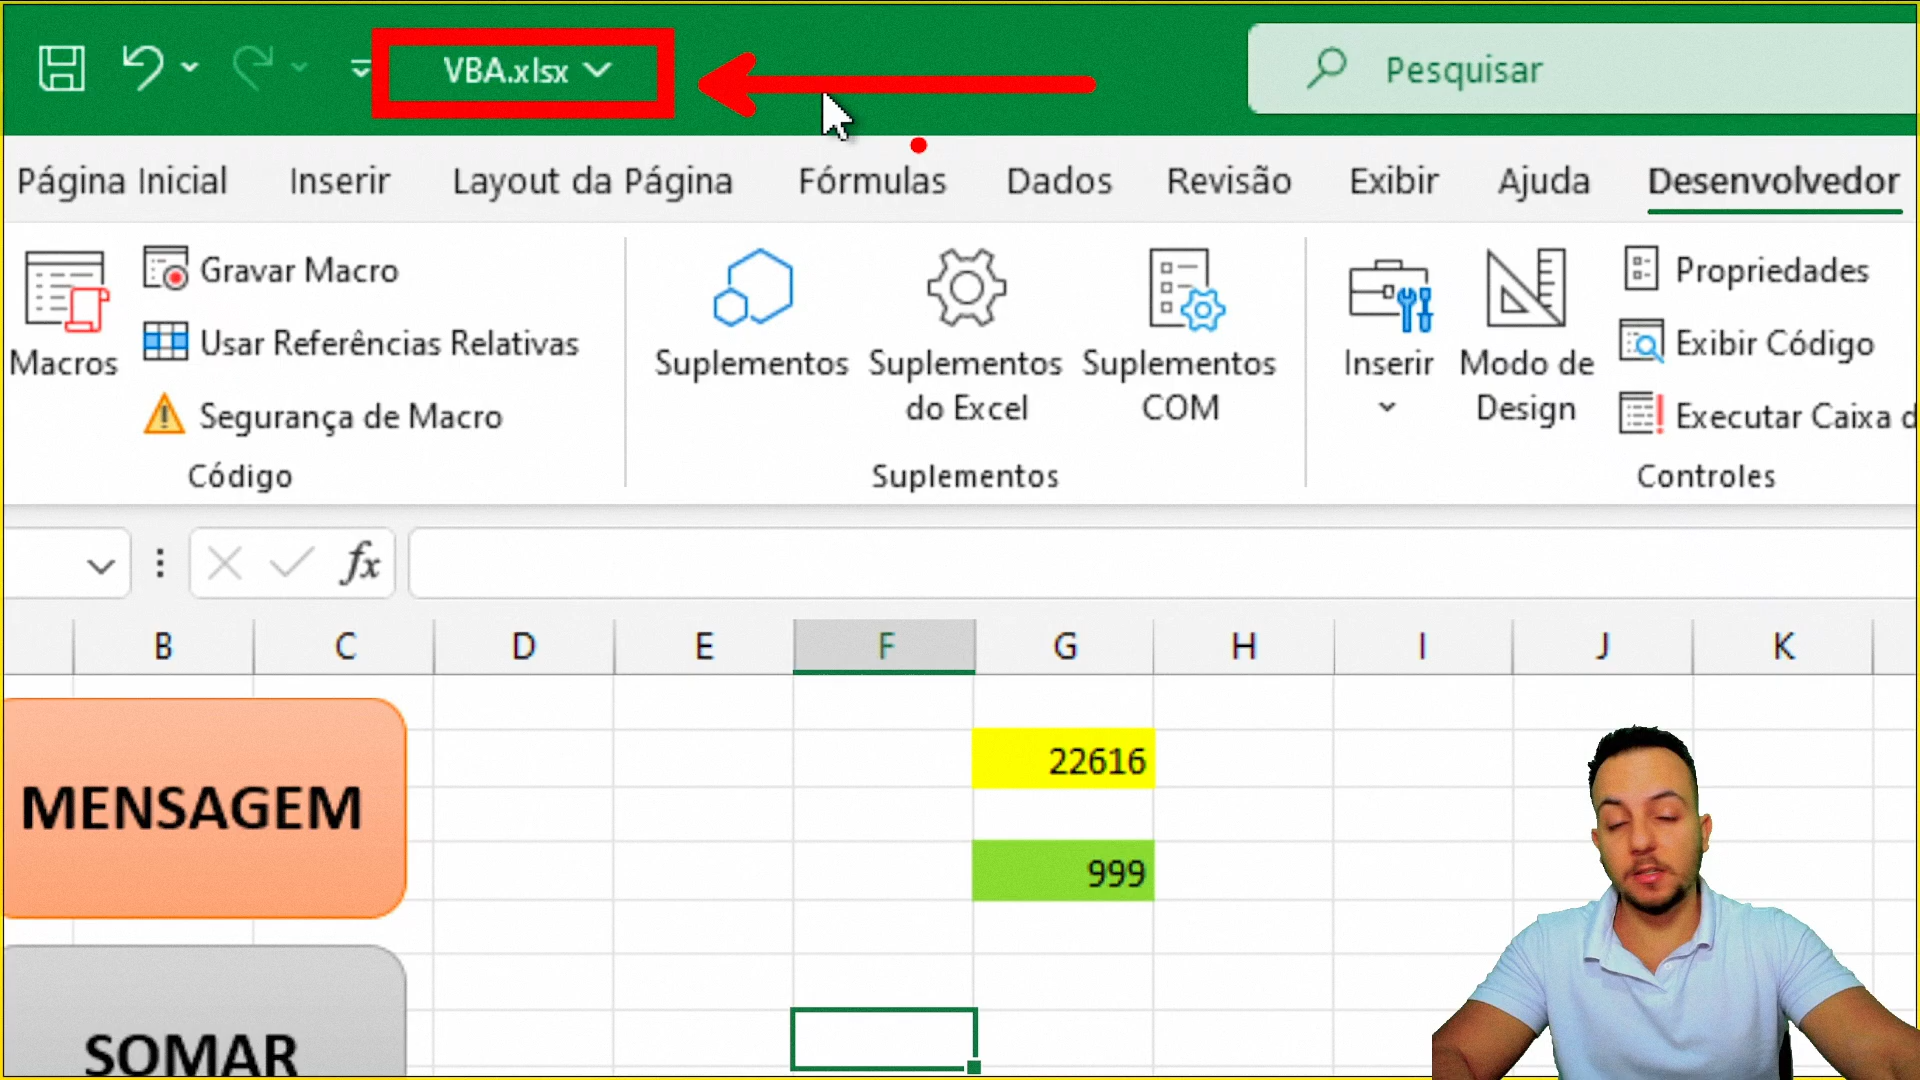 VBA.xlsx
Pesquisar
Página Inicial Inserir Layout da Página Fórmulas Dados Revisão Exibir Ajuda Desenvolvedor
Macros
Gravar Macro
Usar Referências Relativas
Segurança de Macro
Código
Suplementos
Suplementos
do Excel
Suplementos
COM
Suplementos
Inserir
Modo de
Design
Propriedades
Exibir Código
Executar Caixa d
Controles
fx
B C D E F G H I J K
MENSAGEM
22616
999
SOMAR